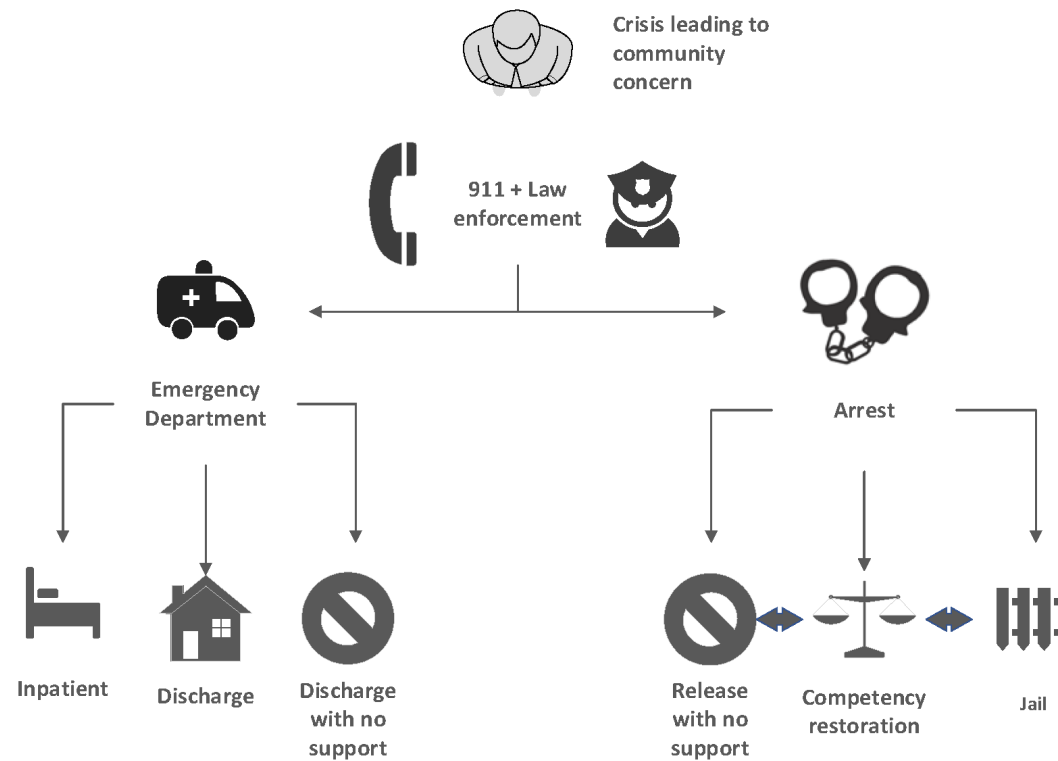 Crisis leading to
community
concern
911 + Law
enforcement
Emergency
Department
Arrest
Inpatient
Discharge
Discharge
with no
support
Release
with no
support
Competency
restoration
Jail